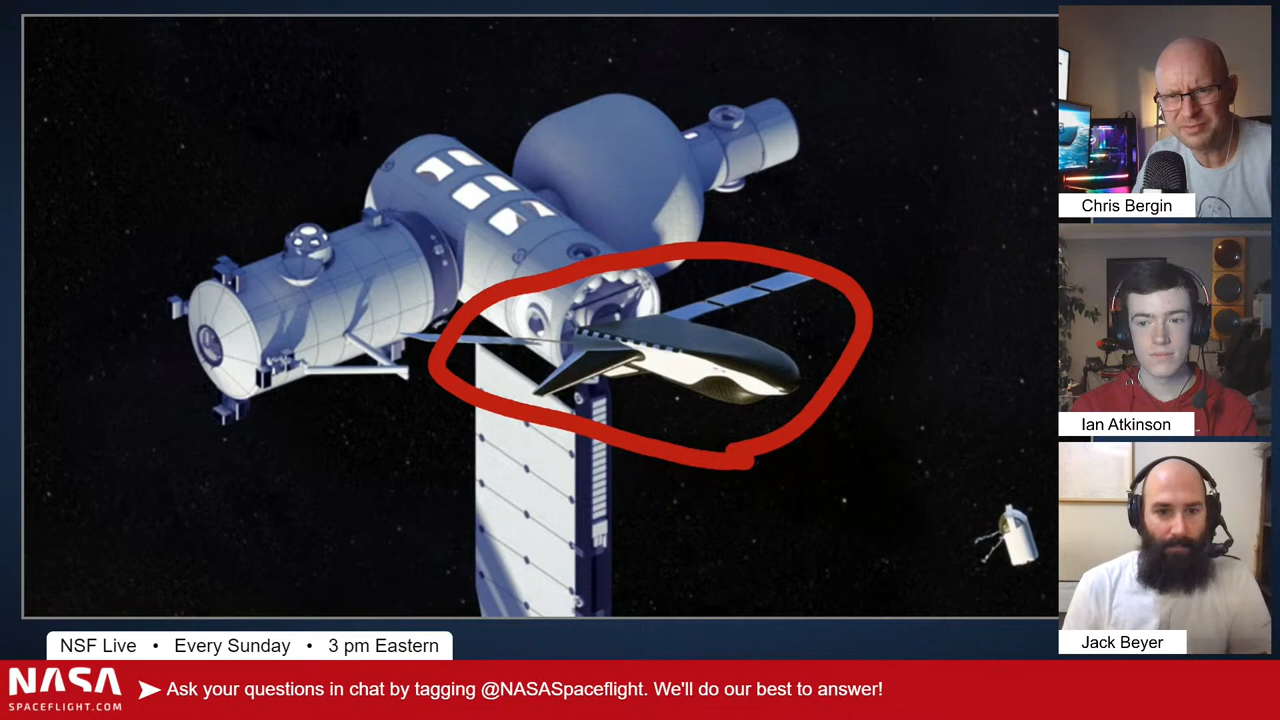 Chris Bergin
Ian Atkinson
Jack Beyer
NSF Live • Every Sunday • 3 pm Eastern
NASA
SPACEFLIGHT.COM
Ask your questions in chat by tagging @NASASpaceflight. We'll do our best to answer!